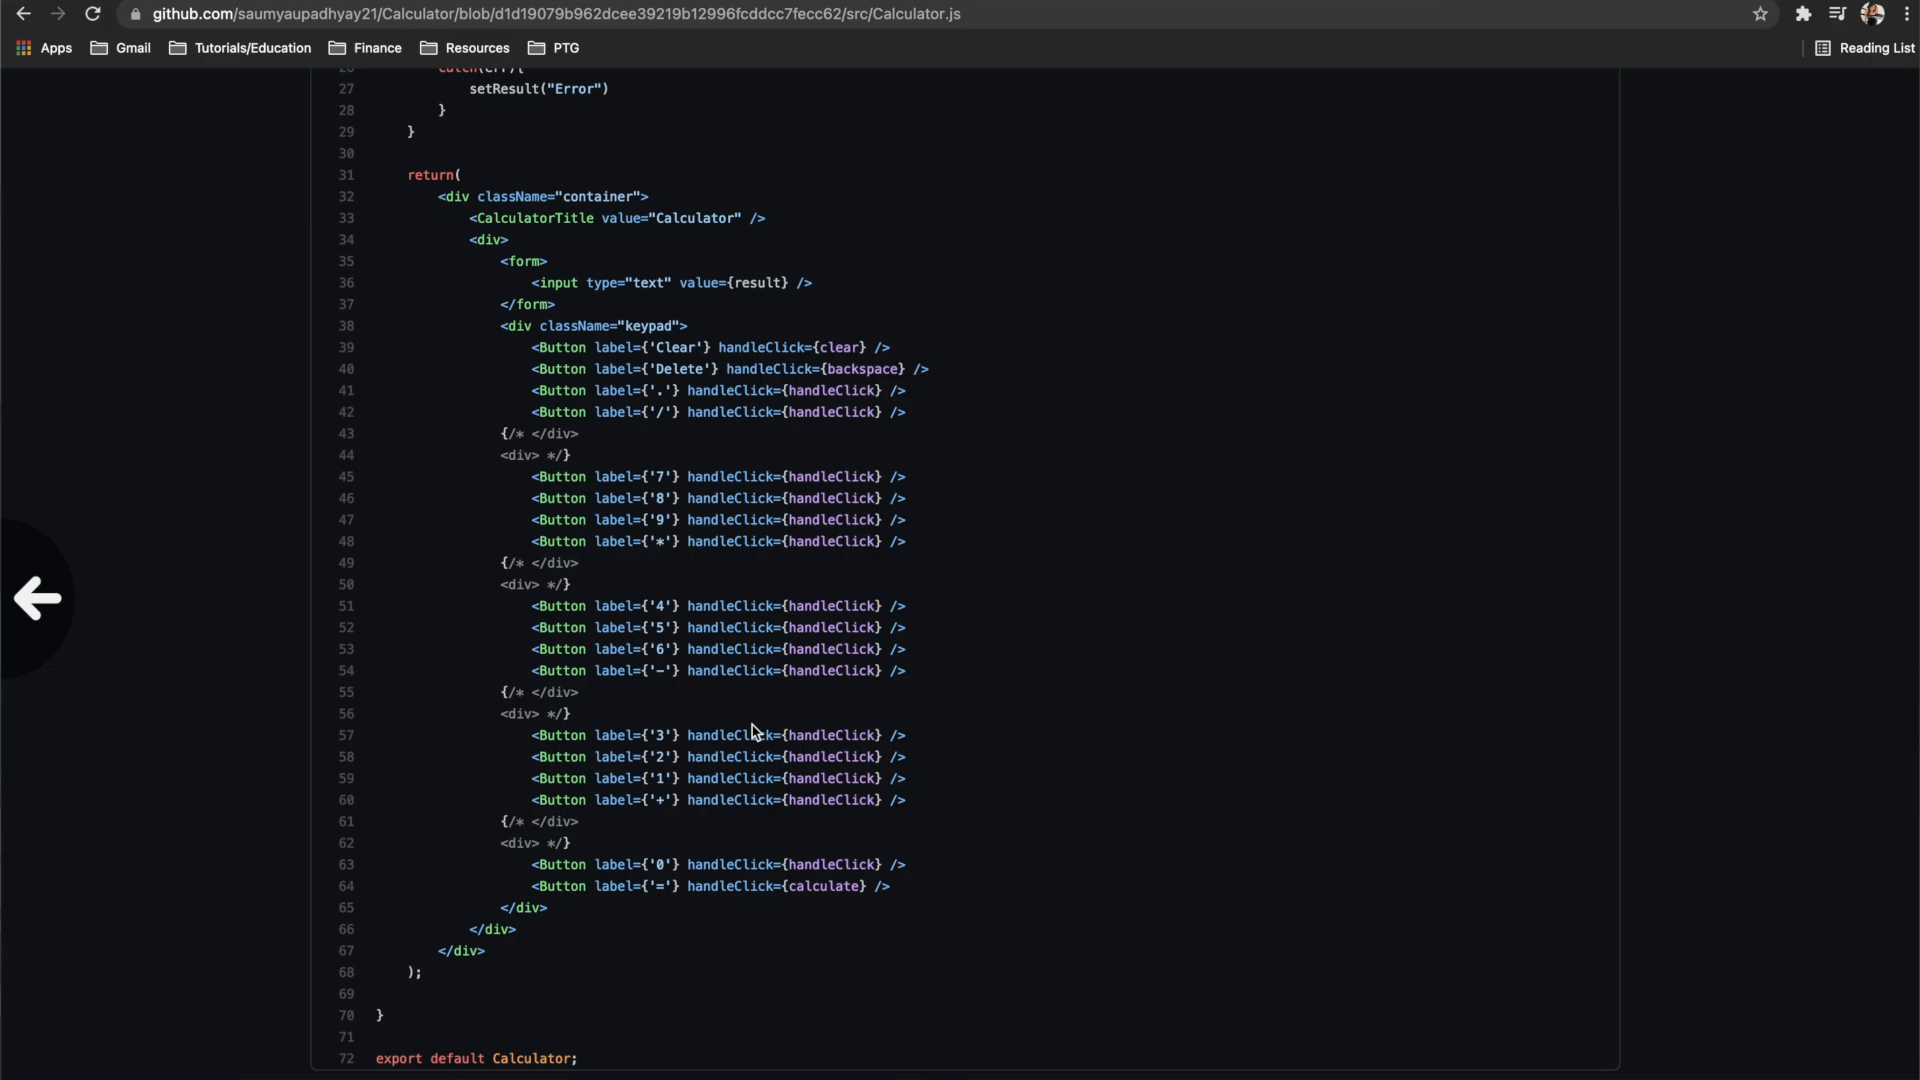 github.com/saumyaupadhyay21/Calculator/blob/d1d19079b962dcee39219b12996fcddcc7fecc62/src/Calculator.js
Apps Gmail Tutorials/Education Finance Resources PTG Reading List
26 catch(err){
27 setResult("Error")
28 }
29 }
30
31 return(
32 <div className="container">
33 <CalculatorTitle value="Calculator" />
34 <div>
35 <form>
36 <input type="text" value={result} />
37 </form>
38 <div className="keypad">
39 <Button label={'Clear'} handleClick={clear} />
40 <Button label={'Delete'} handleClick={backspace} />
41 <Button label={'.'} handleClick={handleClick} />
42 <Button label={'/'} handleClick={handleClick} />
43 {/* </div>
44 <div> */}
45 <Button label={'7'} handleClick={handleClick} />
46 <Button label={'8'} handleClick={handleClick} />
47 <Button label={'9'} handleClick={handleClick} />
48 <Button label={'*'} handleClick={handleClick} />
49 {/* </div>
50 <div> */}
51 <Button label={'4'} handleClick={handleClick} />
52 <Button label={'5'} handleClick={handleClick} />
53 <Button label={'6'} handleClick={handleClick} />
54 <Button label={'-'} handleClick={handleClick} />
55 {/* </div>
56 <div> */}
57 <Button label={'3'} handleClick={handleClick} />
58 <Button label={'2'} handleClick={handleClick} />
59 <Button label={'1'} handleClick={handleClick} />
60 <Button label={'+'} handleClick={handleClick} />
61 {/* </div>
62 <div> */}
63 <Button label={'0'} handleClick={handleClick} />
64 <Button label={'='} handleClick={calculate} />
65 </div>
66 </div>
67 </div>
68 );
69
70 }
71
72 export default Calculator;